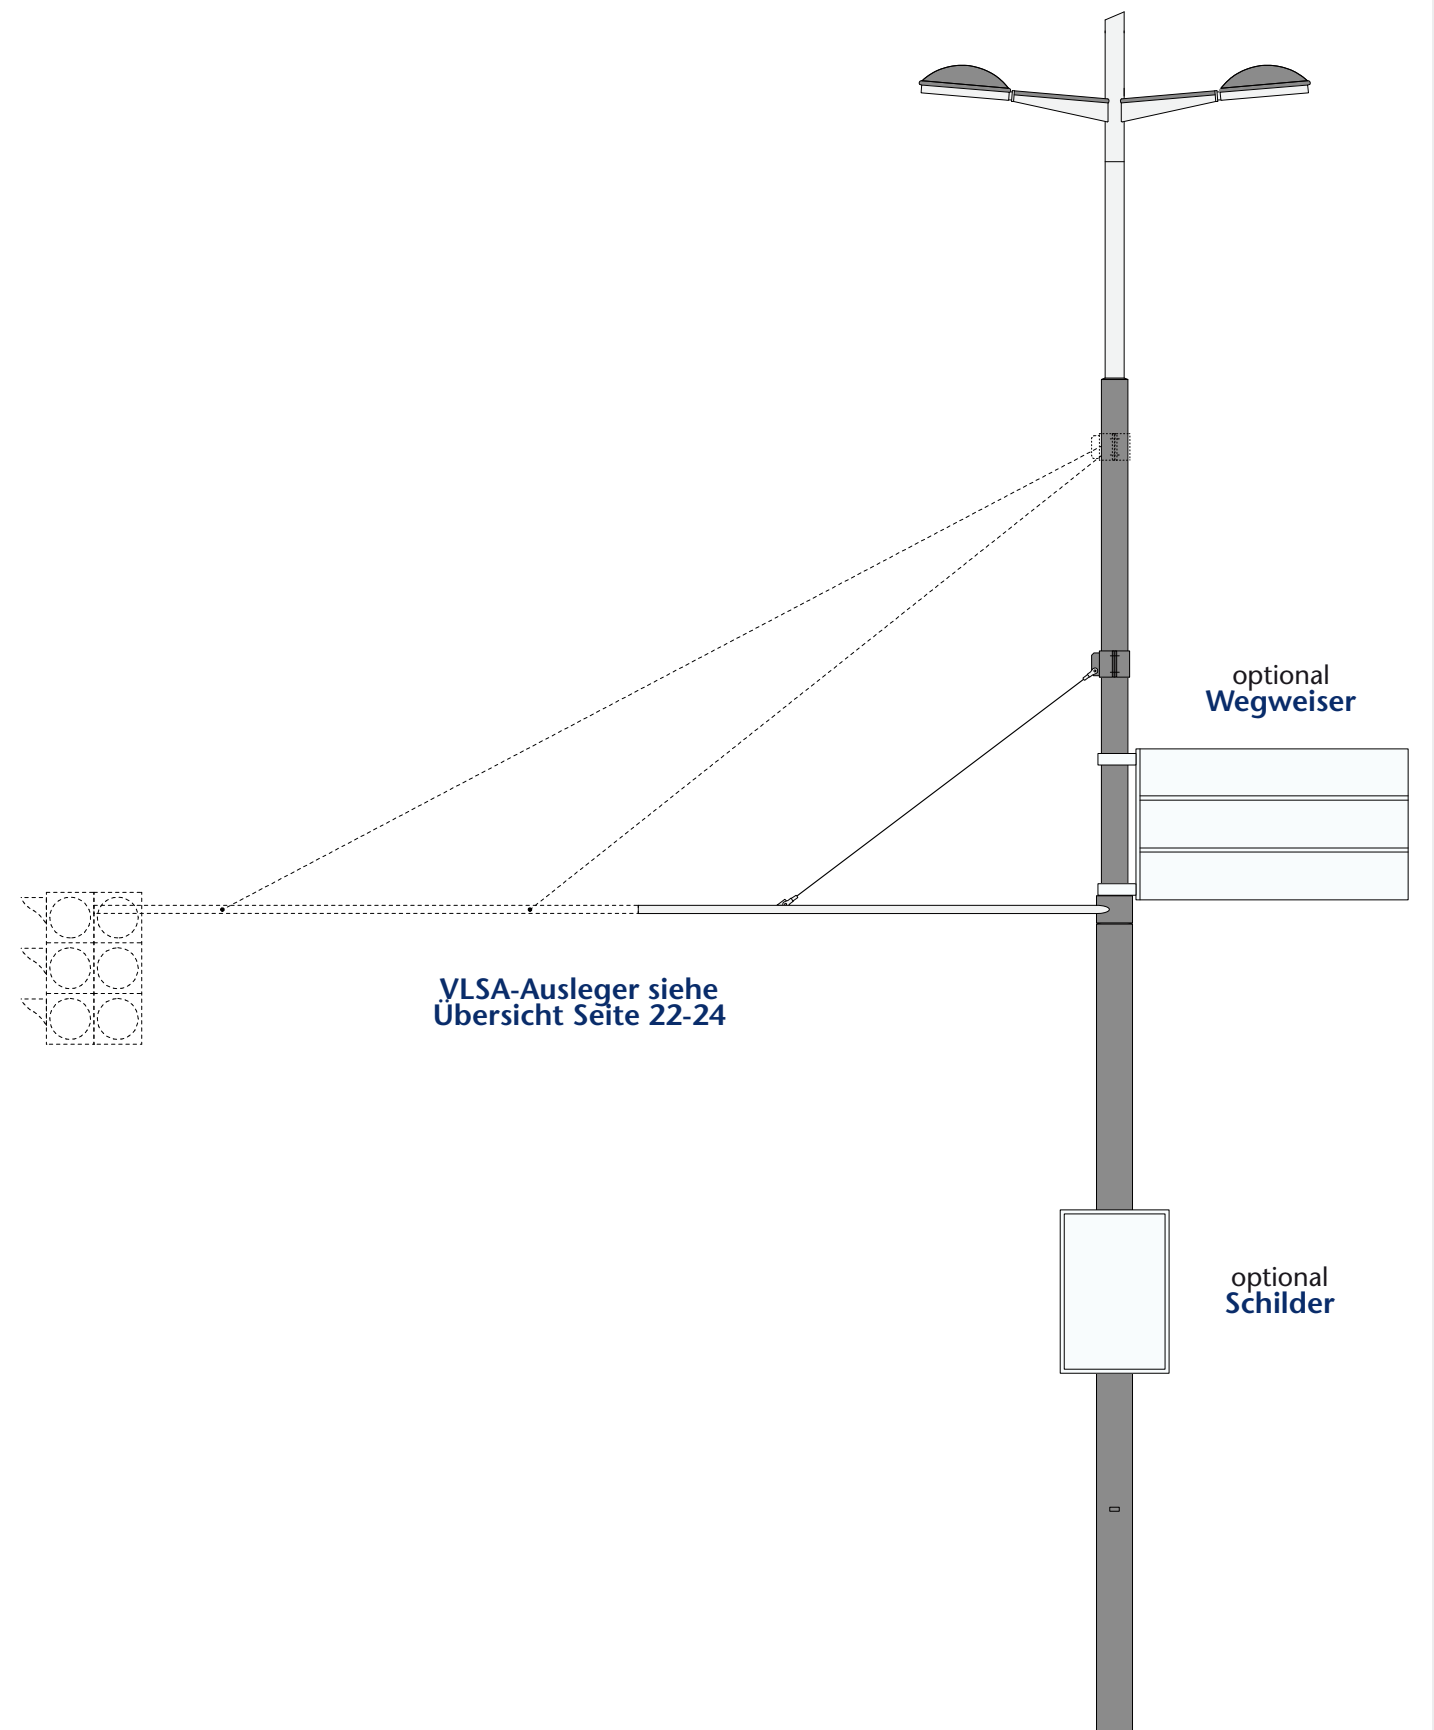 optional
Wegweiser
VLSA-Ausleger siehe
Übersicht Seite 22-24
optional
Schilder